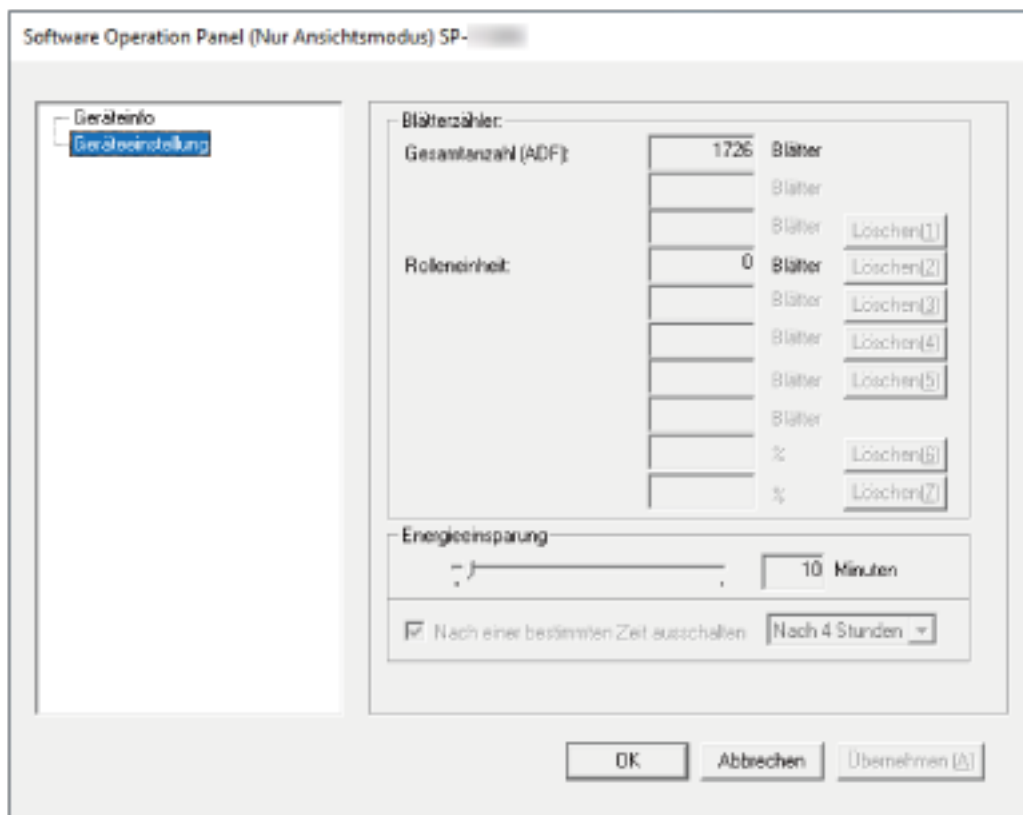 Software Operation Panel (Nur Ansichtsmodus) SP-
Geräteinfo
Geräteeinstellung
Blätterzähler:
Gesamtanzahl (ADF): 1726 Blätter
Blätter
Blätter Löschen(1)
Rolleneinheit: 0 Blätter Löschen(2)
Blätter Löschen(3)
Blätter Löschen(4)
Blätter Löschen(5)
Blätter
% Löschen(6)
% Löschen(7)
Energieeinsparung
10 Minuten
Nach einer bestimmten Zeit ausschalten Nach 4 Stunden
OK Abbrechen Übernehmen (A)